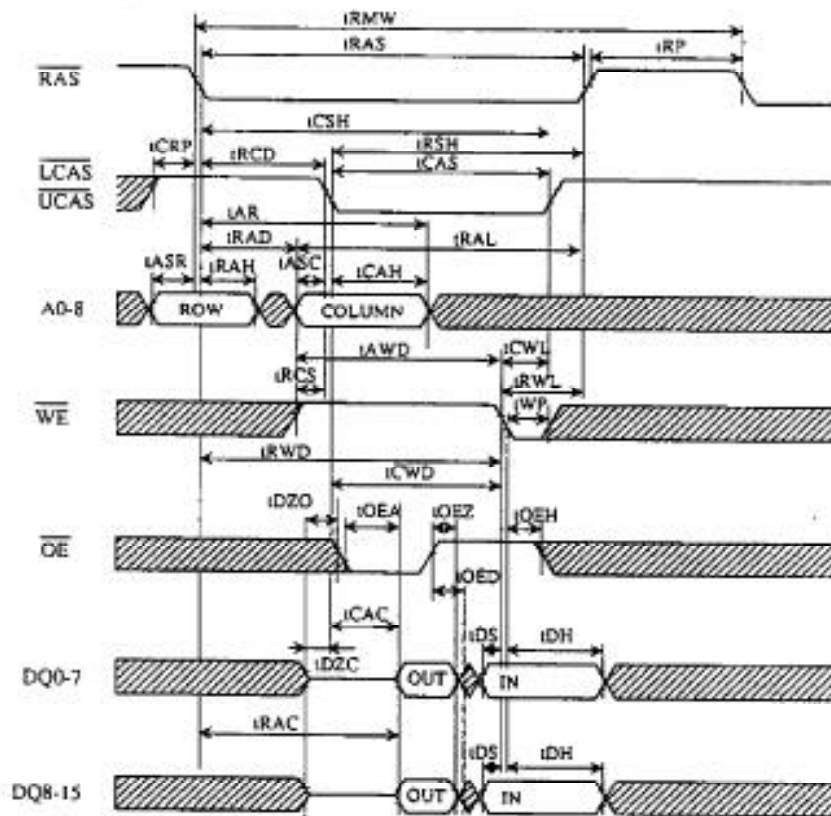 tRMW
tRAS
tRP
RAS
tCSH
tCRP
tRSH
tRCD
LCAS
tCAS
UCAS
tAR
tRAD
tRAL
tASR
tRAH
tASC
tCAH
A0-8
ROW
COLUMN
tAWD
tCWL
tRCS
tRWL
WE
tWP
tRWD
tCWD
tDZO
tOEA
tOEZ
tOEH
OE
tOED
tCAC
tDS
tDH
tDZC
DQ0-7
OUT
IN
tRAC
tDS
tDH
DQ8-15
OUT
IN